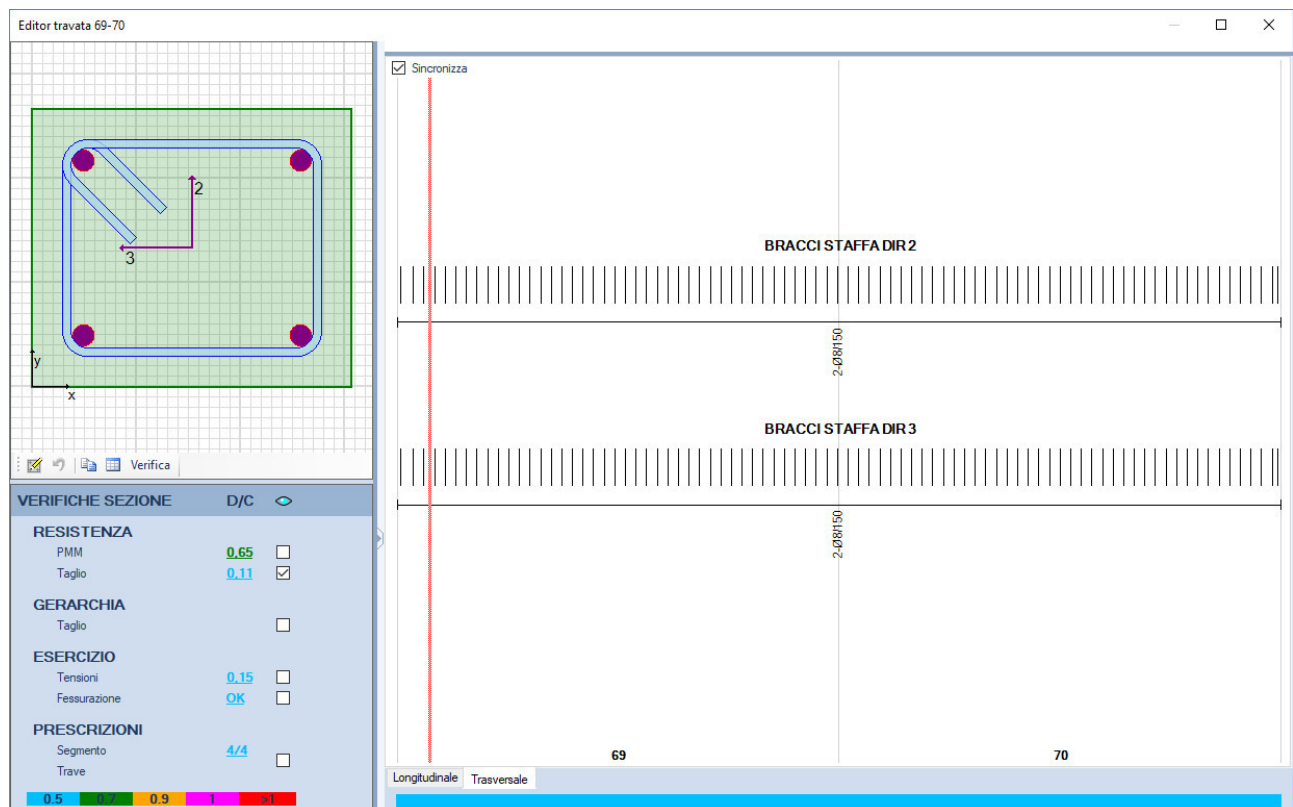 Editor travata 69-70
2
3
y
x
Verifica
VERIFICHE SEZIONE D/C
RESISTENZA
PMM 0,65
Taglio 0,11
GERARCHIA
Taglio
ESERCIZIO
Tensioni 0,15
Fessurazione OK
PRESCRIZIONI
Segmento 4/4
Trave
0.5 0.7 0.9 1 >1
Sincronizza
BRACCI STAFFA DIR 2
2-Ø8/150
BRACCI STAFFA DIR 3
2-Ø8/150
69 70
Longitudinale Trasversale